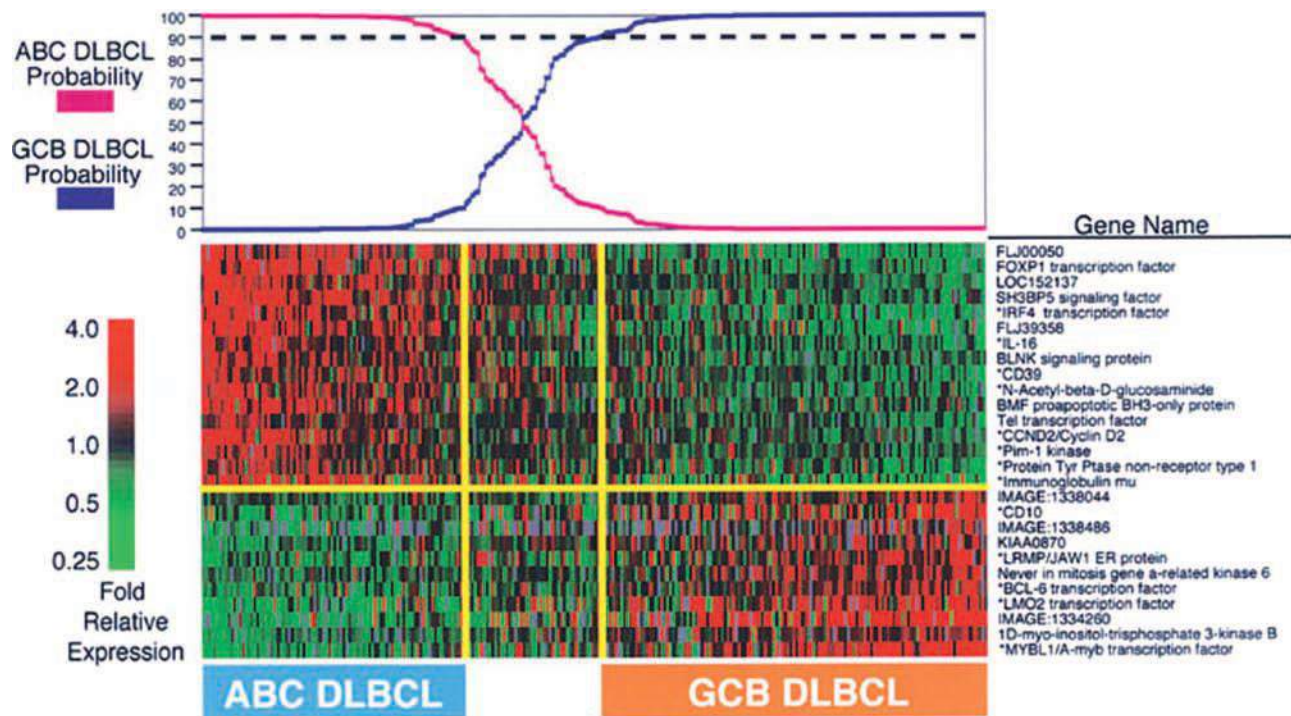 100
90
80
70
60
50
40
30
20
10
0
ABC DLBCL
Probability
GCB DLBCL
Probability
Gene Name
FLJ00050
FOXP1 transcription factor
LOC152137
SH3BP5 signaling factor
*IRF4 transcription factor
FLJ39358
*IL-16
BLNK signaling protein
*CD39
*N-Acetyl-beta-D-glucosaminide
BMF proapoptotic BH3-only protein
Tel transcription factor
*CCND2/Cyclin D2
*Pim-1 kinase
*Protein Tyr Ptase non-receptor type 1
*Immunoglobulin mu
IMAGE:1338044
*CD10
IMAGE:1338486
KIAA0870
*LRMP/JAW1 ER protein
Never in mitosis gene a-related kinase 6
*BCL-6 transcription factor
*LMO2 transcription factor
IMAGE:1334260
1D-myo-inositol-trisphosphate 3-kinase B
*MYBL1/A-myb transcription factor
4.0
2.0
1.0
0.5
0.25
Fold
Relative
Expression
ABC DLBCL
GCB DLBCL